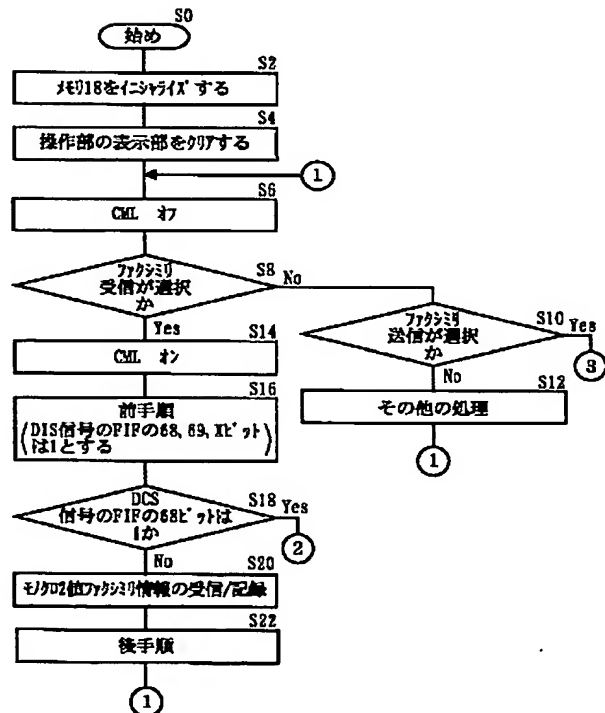 S0
始め
S2
メモリ18をイニシャライズする
S4
操作部の表示部をクリアする
1
S6
CML オフ
S8
ファクシミリ
受信が選択
か
No
Yes
S10
ファクシミリ
送信が選択
か
Yes
3
No
S12
その他の処理
1
S14
CML オン
S16
前手順
(DIS信号のFIFの68、69、Xビット
は1とする)
S18
DCS
信号のFIFの68ビットは
1か
Yes
2
No
S20
モノクロ2値ファクシミリ情報の受信/記録
S22
後手順
1